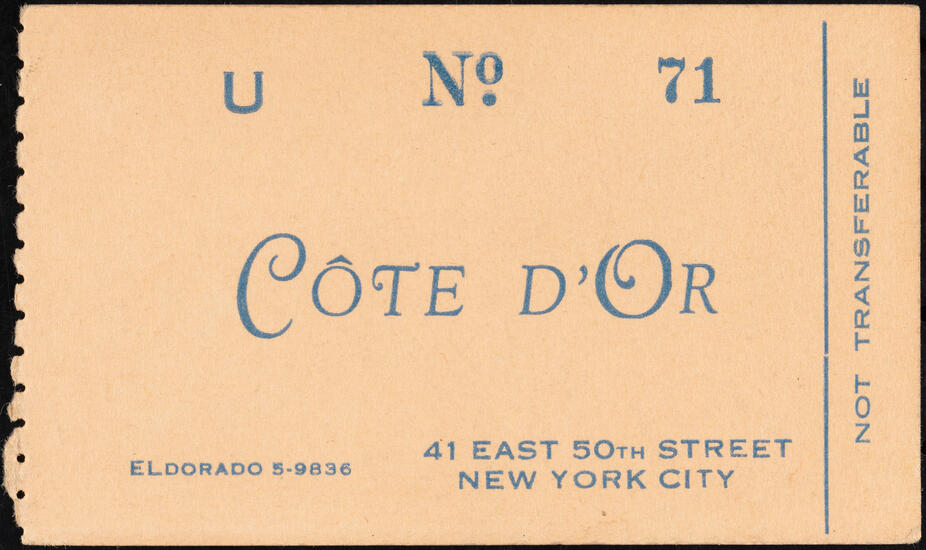 U Nº 71
CÔTE D'OR
ELDORADO 5-9836
41 EAST 50TH STREET
NEW YORK CITY
NOT TRANSFERABLE